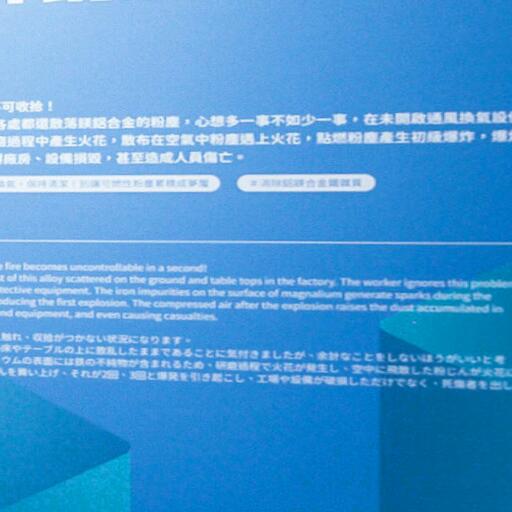 可收拾！
各處都還散落鎂鋁合金的粉塵，心想多一事不如少一事，在未開啟通風換氣設
過程中產生火花，散布在空氣中粉塵遇上火花，點燃粉塵產生初級爆炸，爆
廠房、設備損毀，甚至造成人員傷亡。
換氣，保持清潔！別讓可燃性粉塵累積成夢魘
#清除鋁鎂合金鐵雜質
e fire becomes uncontrollable in a second!
t of this alloy scattered on the ground and table tops in the factory. The worker ignores this problem
ective equipment. The iron impurities on the surface of magnalium generate sparks during the
ducing the first explosion. The compressed air after the explosion raises the dust accumulated in
nd equipment, and even causing casualties.
触れ、収拾がつかない状況になります。
床やテーブルの上に散乱したままであることに気付きましたが、余計なことをしないほうがいいと考
ウムの表面には鉄の不純物が含まれるため、研磨過程で火花が発生し、空中に飛散した粉じんが火花に
んを舞い上げ、それが2回、3回と爆発を引き起こし、工場や設備が破損しただけでなく、死傷者を出し